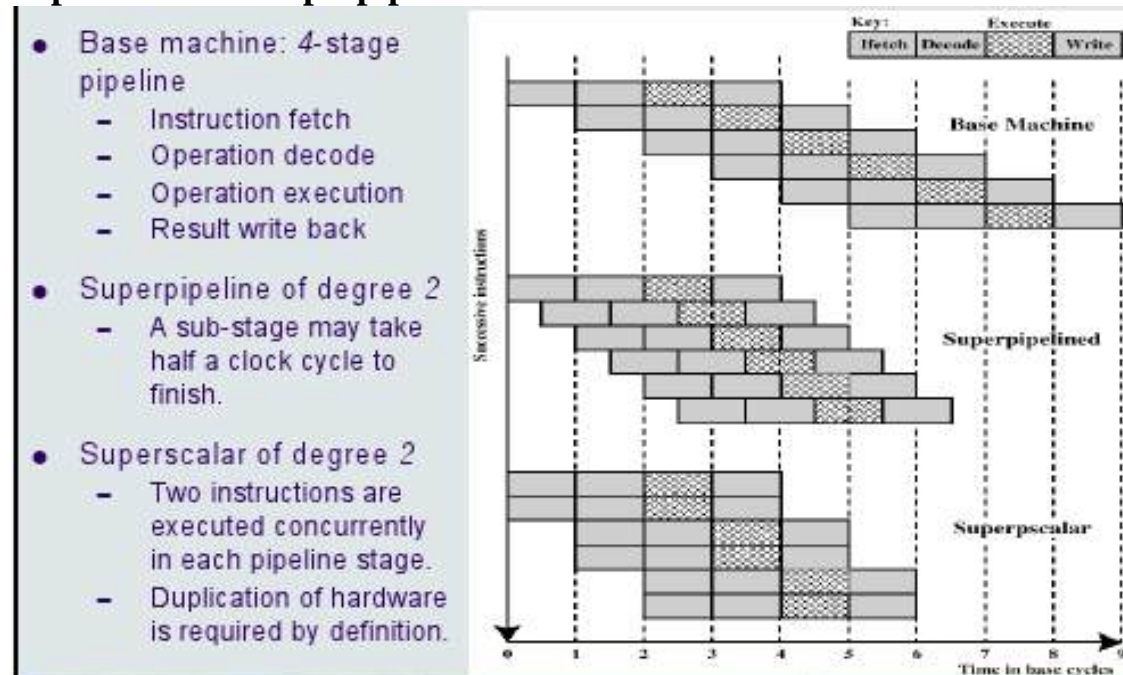 ● Base machine: 4-stage
pipeline
– Instruction fetch
– Operation decode
– Operation execution
– Result write back
● Superpipeline of degree 2
– A sub-stage may take
half a clock cycle to
finish.
● Superscalar of degree 2
– Two instructions are
executed concurrently
in each pipeline stage.
– Duplication of hardware
is required by definition.
Key: Execute
Ifetch Decode Write
Base Machine
Successive instructions
Superpipelined
Superpscalar
0 1 2 3 4 5 6 7 8 9
Time in base cycles